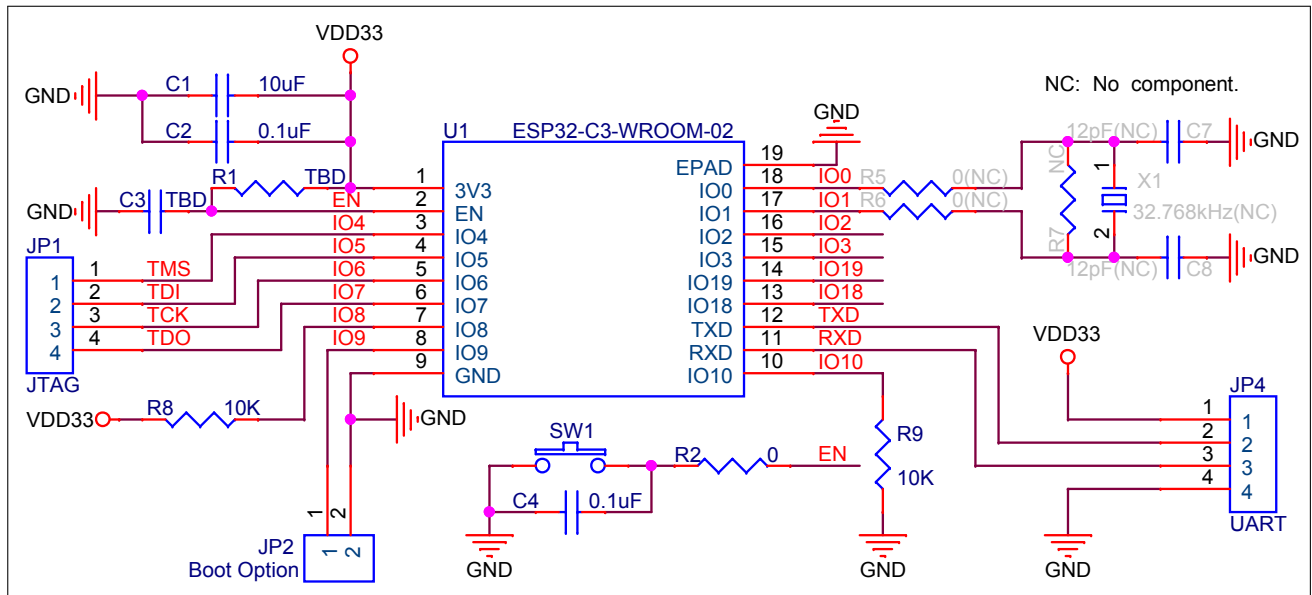 VDD33
C1 10uF
GND
C2 0.1uF
NC: No component.
GND
U1 ESP32-C3-WROOM-02
12pF(NC) C7
GND
R1 TBD
1 3V3
EPAD 19
C3 TBD
GND
EN
2 EN
IO0 18 IO0 R5 0(NC)
NC
1
X1
IO4
3 IO4
IO1 17 IO1 R6 0(NC)
32.768kHz(NC)
IO5
4 IO5
IO2 16 IO2
R7
2
JP1
IO3 15 IO3
12pF(NC) C8
GND
1 1 TMS
IO6
5 IO6
IO19 14 IO19
2 2 TDI
IO7
6 IO7
IO18 13 IO18
3 3 TCK
IO8
7 IO8
TXD 12 TXD
4 4 TDO
IO9
8 IO9
RXD 11 RXD
VDD33
JTAG
9 GND
IO10 10 IO10
JP4
VDD33 R8 10K
GND
1 1
2 2
3 3
4 4
UART
SW1
R2 0 EN
R9
10K
C4 0.1uF
1 2
1 2
JP2
Boot Option
GND
GND
GND